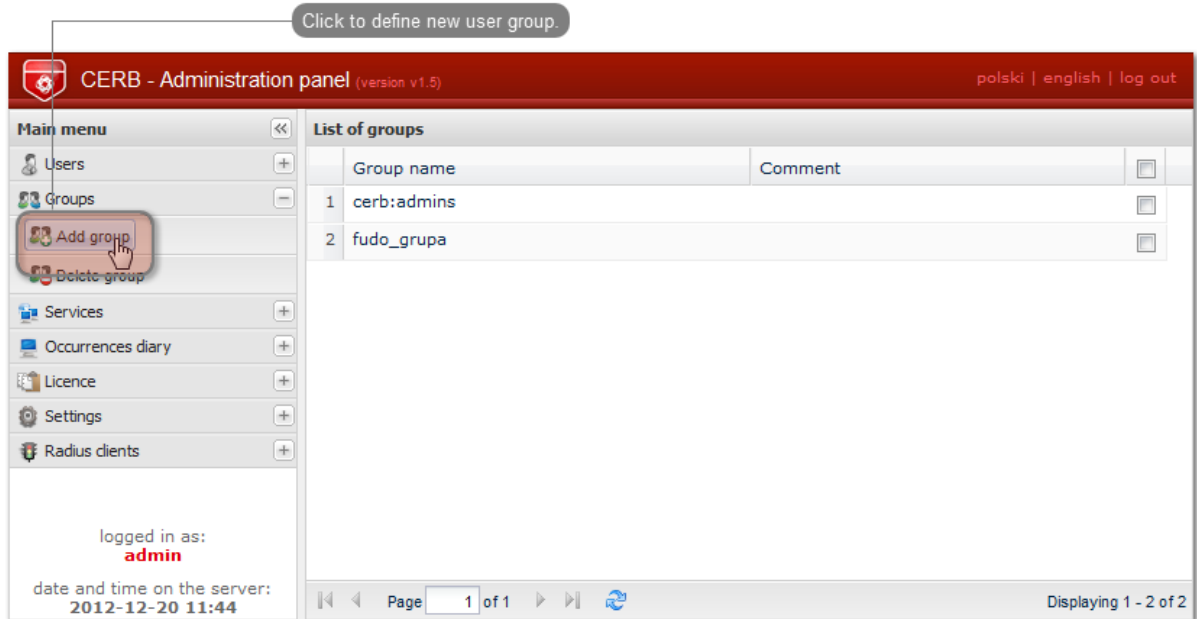 Click to define new user group.
CERB - Administration panel (version v1.5)
polski | english | log out
Main menu
Users
Groups
Add group
Delete group
Services
Occurrences diary
Licence
Settings
Radius clients
logged in as:
admin
date and time on the server:
2012-12-20 11:44
List of groups
Group name Comment
1 cerb:admins
2 fudo_grupa
Page 1 of 1
Displaying 1 - 2 of 2